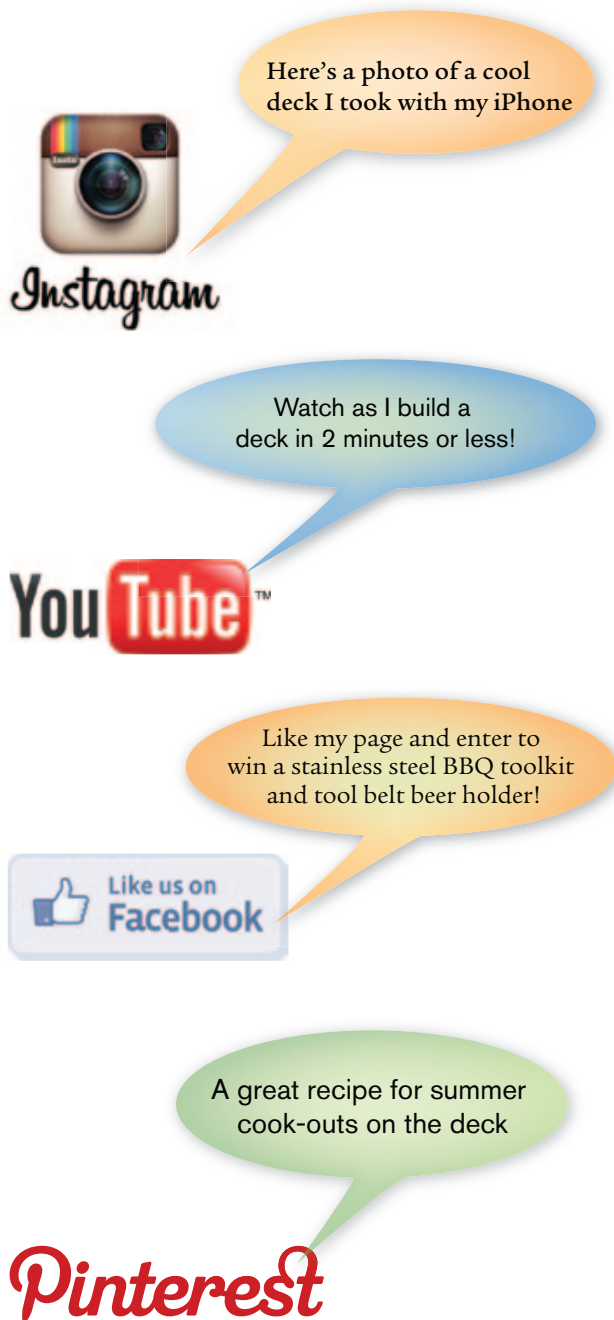 Here’s a photo of a cool
deck I took with my iPhone
Insta
Instagram
Watch as I build a
deck in 2 minutes or less!
YouTube™
Like my page and enter to
win a stainless steel BBQ toolkit
and tool belt beer holder!
Like us on
Facebook
A great recipe for summer
cook-outs on the deck
Pinterest